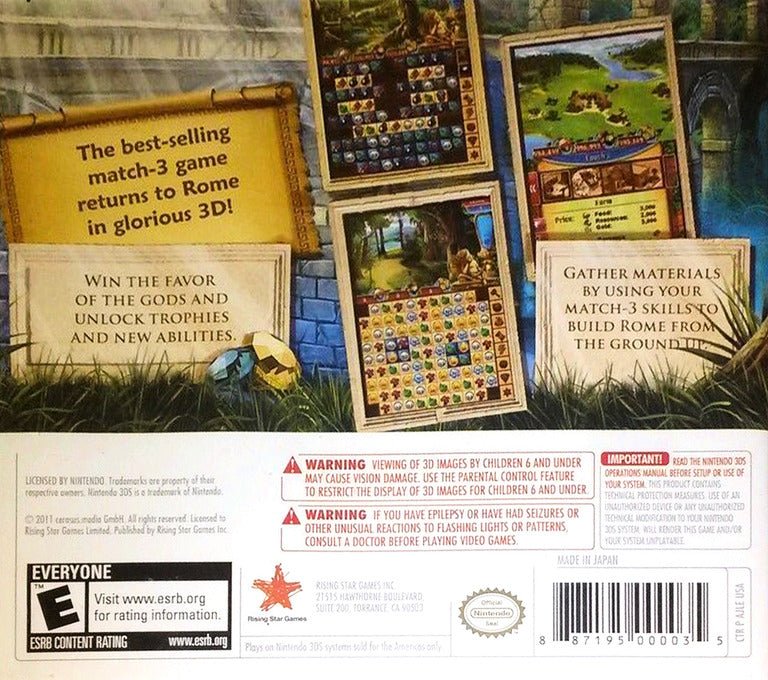 The best-selling
match-3 game
returns to Rome
in glorious 3D!
WIN THE FAVOR
OF THE GODS AND
UNLOCK TROPHIES
AND NEW ABILITIES.
Farm
Price:
Food:
Resources:
Gold:
GATHER MATERIALS
BY USING YOUR
MATCH-3 SKILLS TO
BUILD ROME FROM
THE GROUND UP.
LICENSED BY NINTENDO. Trademarks are property of their
respective owners. Nintendo 3DS is a trademark of Nintendo.
© 2011 cerasus.media GmbH. All rights reserved. Licensed to
Rising Star Games Limited. Published by Rising Star Games Inc.
WARNING VIEWING OF 3D IMAGES BY CHILDREN 6 AND UNDER
MAY CAUSE VISION DAMAGE. USE THE PARENTAL CONTROL FEATURE
TO RESTRICT THE DISPLAY OF 3D IMAGES FOR CHILDREN 6 AND UNDER.
WARNING IF YOU HAVE EPILEPSY OR HAVE HAD SEIZURES OR
OTHER UNUSUAL REACTIONS TO FLASHING LIGHTS OR PATTERNS,
CONSULT A DOCTOR BEFORE PLAYING VIDEO GAMES.
IMPORTANT! READ THE NINTENDO 3DS
OPERATIONS MANUAL BEFORE SETUP OR USE OF
YOUR SYSTEM. THIS PRODUCT CONTAINS
TECHNICAL PROTECTION MEASURES. USE OF AN
UNAUTHORIZED DEVICE OR ANY UNAUTHORIZED
TECHNICAL MODIFICATION TO YOUR NINTENDO
3DS SYSTEM, WILL RENDER THIS GAME AND/OR
YOUR SYSTEM UNPLAYABLE.
MADE IN JAPAN
EVERYONE
E
TM
Visit www.esrb.org
for rating information.
ESRB CONTENT RATING www.esrb.org
Rising Star Games
RISING STAR GAMES INC.
21515 HAWTHORNE BOULEVARD,
SUITE 200, TORRANCE, CA 90503
Plays on Nintendo 3DS systems sold for the Americas only
Official
Nintendo
Seal
8 87195 00003 5
CTR P AJLE USA